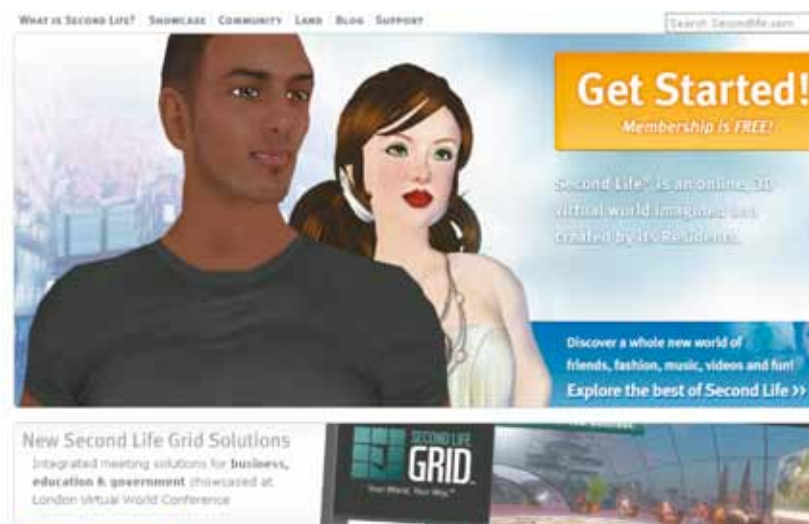 WHAT IS SECOND LIFE? SHOWCASE COMMUNITY LAND BLOG SUPPORT
Search Secondlife.com
Get Started!
Membership is FREE!
Second Life® is an online, 3D
virtual world imagined and
created by its Residents.
Discover a whole new world of
friends, fashion, music, videos and fun!
Explore the best of Second Life >>
New Second Life Grid Solutions
Integrated meeting solutions for business,
education & government showcased at
London Virtual World Conference
SECOND LIFE
GRID™
Your World. Your Way.™